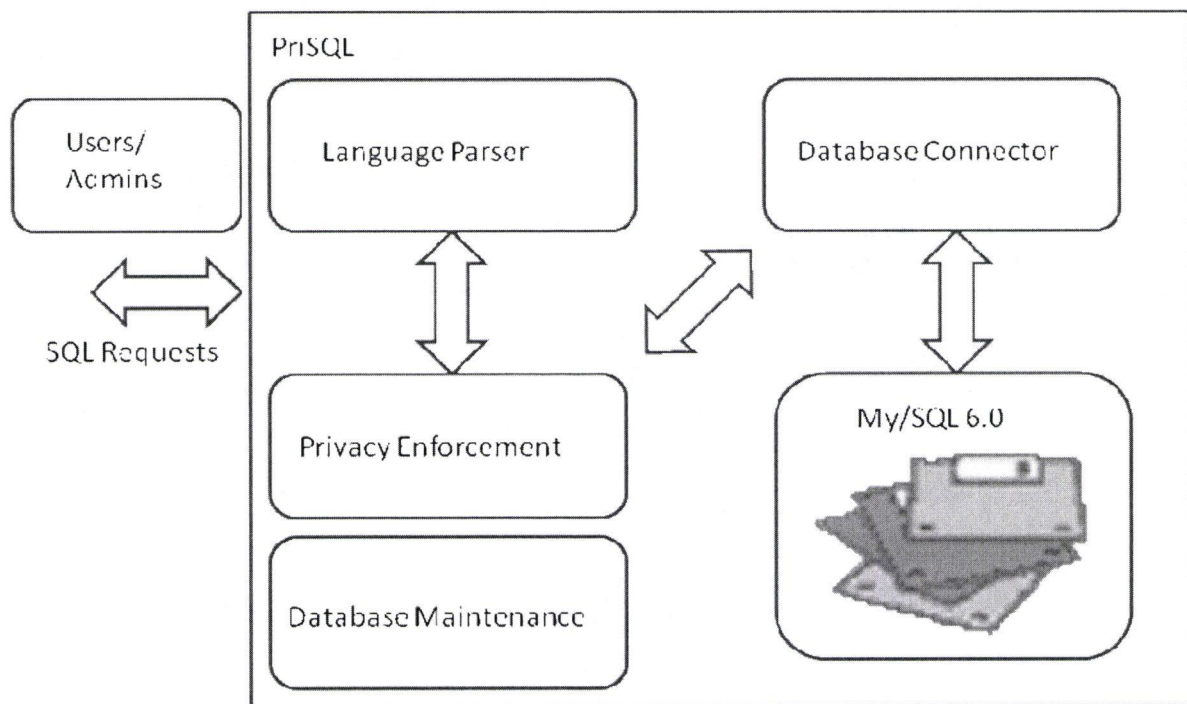 PriSQL
Users/
Admins
Language Parser
Database Connector
SQL Requests
My/SQL 6.0
Privacy Enforcement
Database Maintenance